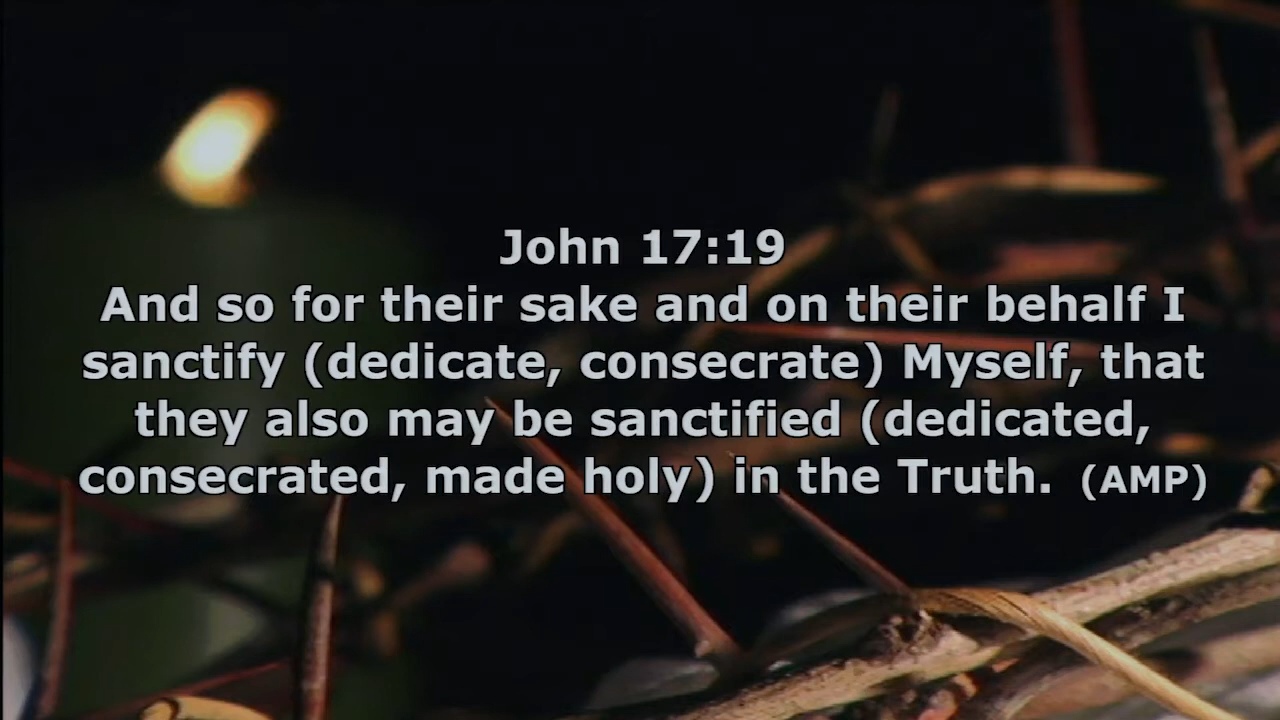 John 17:19
And so for their sake and on their behalf I
sanctify (dedicate, consecrate) Myself, that
they also may be sanctified (dedicated,
consecrated, made holy) in the Truth. (AMP)